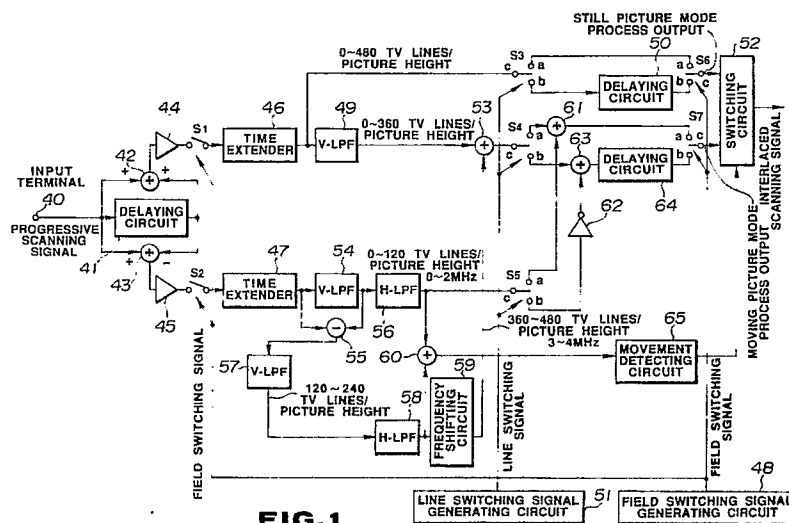 STILL PICTURE MODE
PROCESS OUTPUT
52
0~480 TV LINES/
PICTURE HEIGHT
S3
a
c
b
50
DELAYING
CIRCUIT
S6
a
c
b
SWITCHING
CIRCUIT
44
S1
46
TIME
EXTENDER
49
V-LPF
0~360 TV LINES/
PICTURE HEIGHT
53
61
S4
a
c
b
63
DELAYING
CIRCUIT
64
S7
a
c
b
42
+
+
INPUT
TERMINAL
40
PROGRESSIVE
SCANNING
SIGNAL
DELAYING
CIRCUIT
41
43
+
−
62
INTERLACED
SCANNING SIGNAL
MOVING PICTURE MODE
PROCESS OUTPUT
45
S2
47
TIME
EXTENDER
54
V-LPF
0~120 TV LINES/
PICTURE HEIGHT
0~2MHz
H-LPF
56
S5
a
c
b
55
360~480 TV LINES/
PICTURE HEIGHT
3~4MHz
65
MOVEMENT
DETECTING
CIRCUIT
57
V-LPF
60
59
120~240
TV LINES/
PICTURE HEIGHT
58
H-LPF
FREQUENCY
SHIFTING
CIRCUIT
FIELD SWITCHING SIGNAL
LINE SWITCHING
SIGNAL
FIELD SWITCHING
SIGNAL
48
LINE SWITCHING SIGNAL
GENERATING CIRCUIT
51
FIELD SWITCHING SIGNAL
GENERATING CIRCUIT
FIG.1